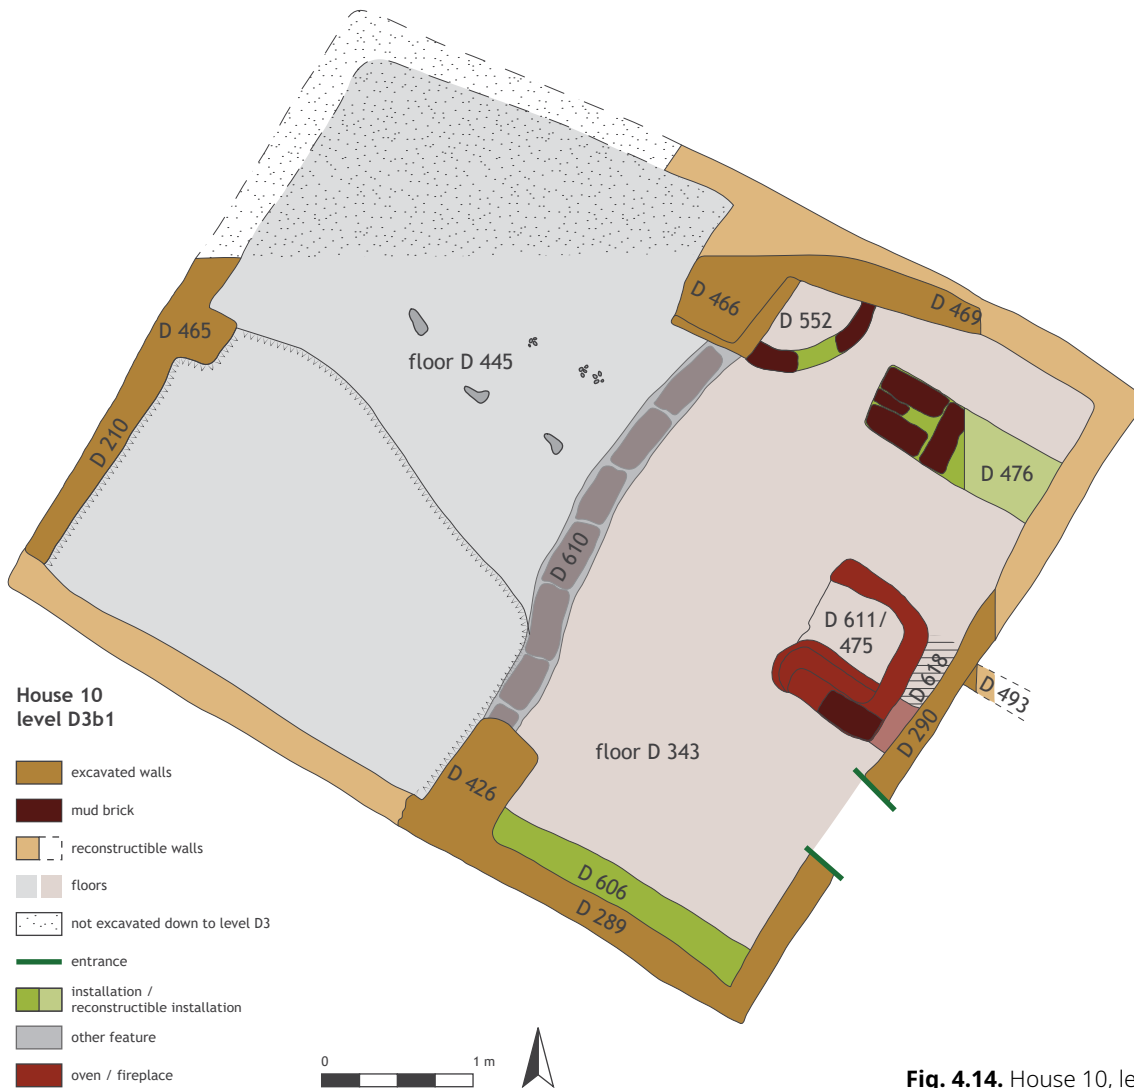 D 466
D 469
D 552
D 465
floor D 445
D 210
D 476
D 610
D 611/
475
D 618
D 493
D 290
floor D 343
D 426
D 606
D 289
House 10
level D3b1
excavated walls
mud brick
reconstructible walls
floors
not excavated down to level D3
entrance
installation /
reconstructible installation
other feature
oven / fireplace
0 1 m
Fig. 4.14. House 10, le